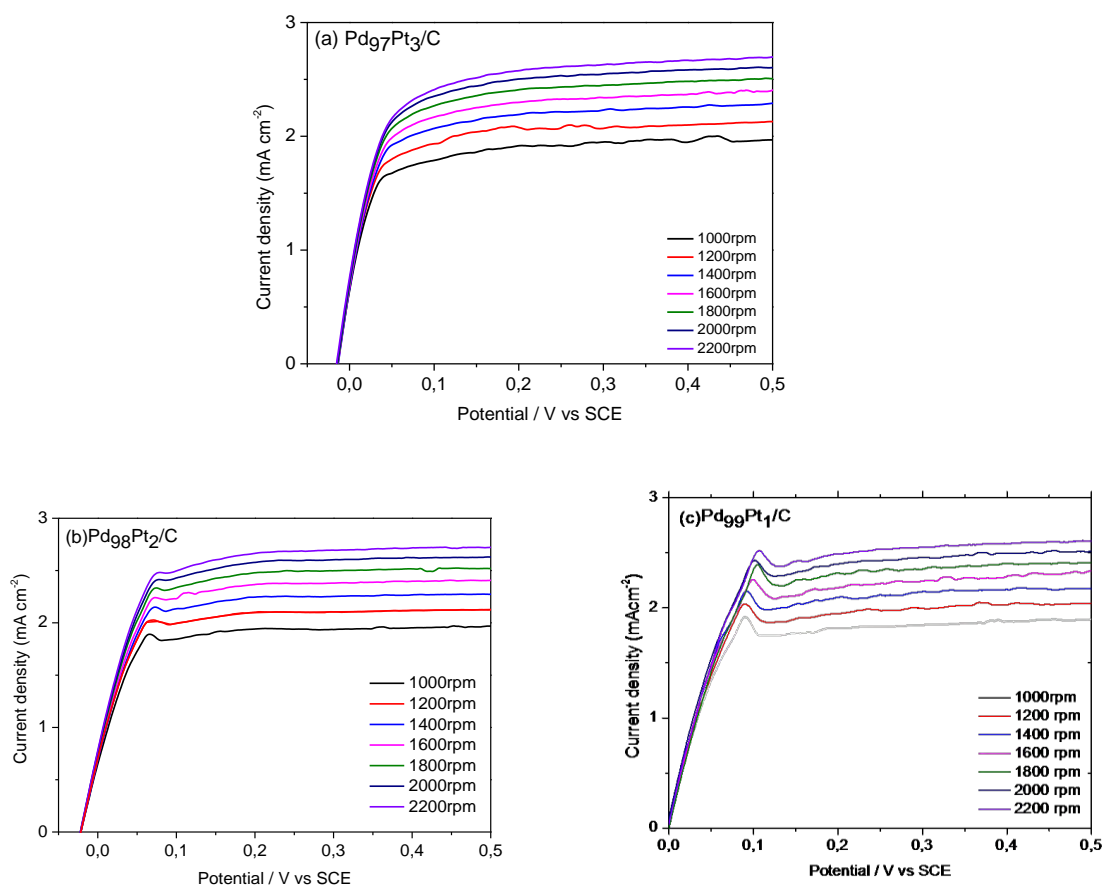 (a) Pd97Pt3/C
Current density (mA cm-2)
3
2
1
0
1000rpm
1200rpm
1400rpm
1600rpm
1800rpm
2000rpm
2200rpm
0,0 0,1 0,2 0,3 0,4 0,5
Potential / V vs SCE
(b)Pd98Pt2/C
Current density (mA cm-2)
3
2
1
0
1000rpm
1200rpm
1400rpm
1600rpm
1800rpm
2000rpm
2200rpm
0,0 0,1 0,2 0,3 0,4 0,5
Potential / V vs SCE
(c)Pd99Pt1/C
Current density (mAcm-2)
3
2
1
0
1000rpm
1200 rpm
1400 rpm
1600 rpm
1800 rpm
2000 rpm
2200 rpm
0,0 0,1 0,2 0,3 0,4 0,5
Potential / V vs SCE